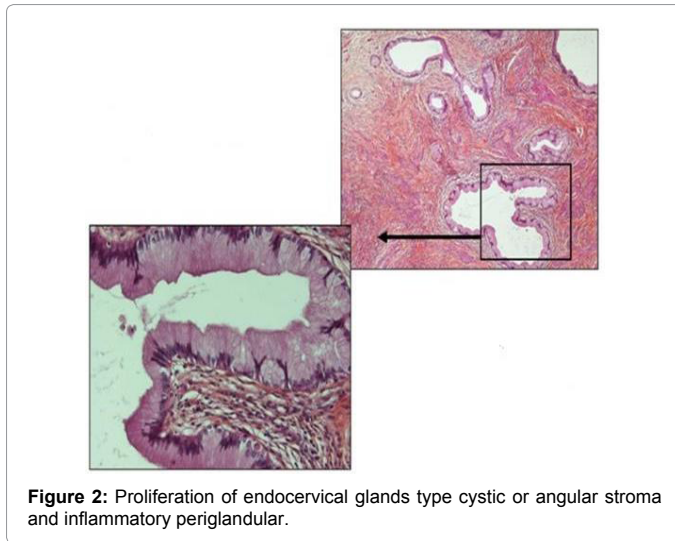 Figure 2: Proliferation of endocervical glands type cystic or angular stroma
and inflammatory periglandular.